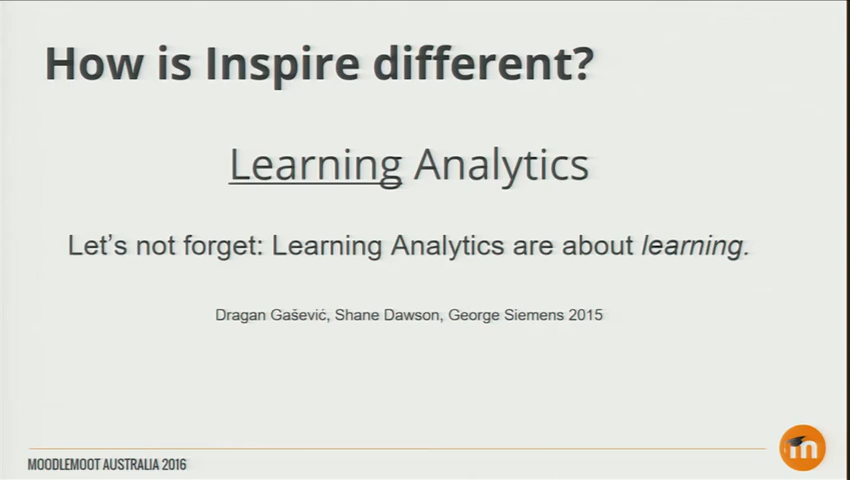 How is Inspire different?
Learning Analytics
Let's not forget: Learning Analytics are about learning.
Dragan Gašević, Shane Dawson, George Siemens 2015
MOODLEMOOT AUSTRALIA 2016
m